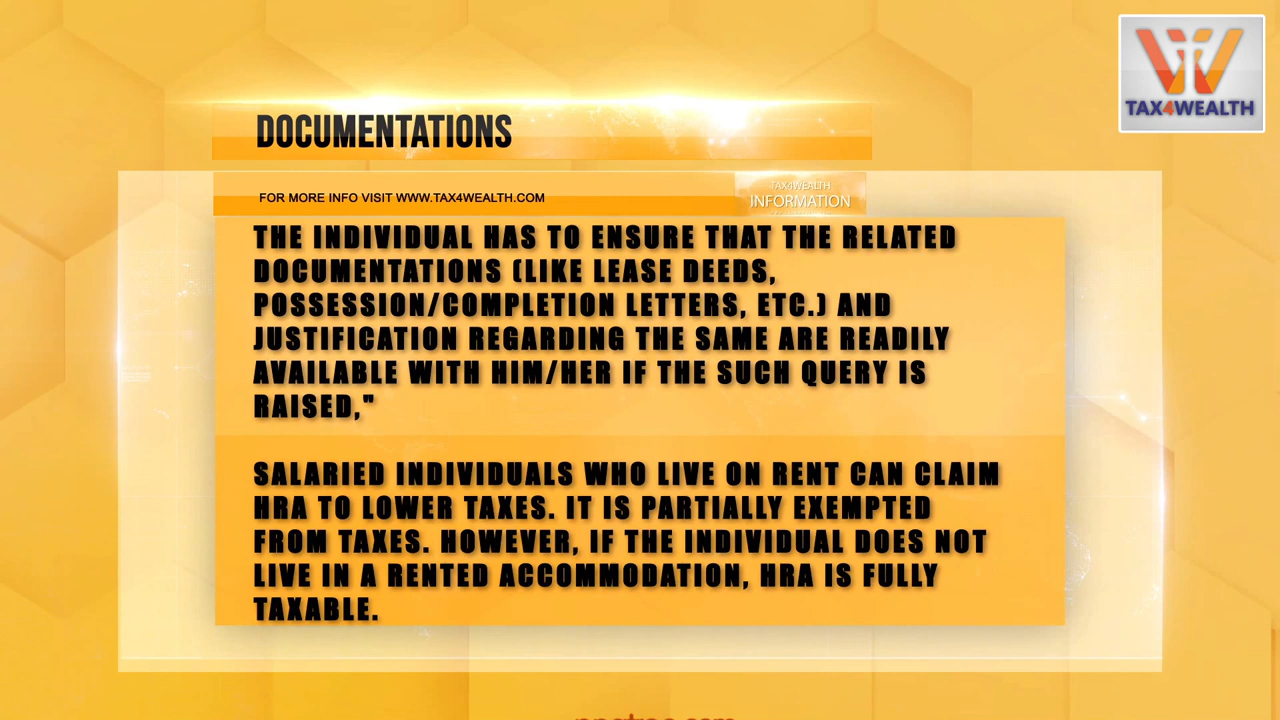 TAX4WEALTH
DOCUMENTATIONS
FOR MORE INFO VISIT WWW.TAX4WEALTH.COM
TAX4WEALTH
INFORMATION
THE INDIVIDUAL HAS TO ENSURE THAT THE RELATED
DOCUMENTATIONS (LIKE LEASE DEEDS,
POSSESSION/COMPLETION LETTERS, ETC.) AND
JUSTIFICATION REGARDING THE SAME ARE READILY
AVAILABLE WITH HIM/HER IF THE SUCH QUERY IS
RAISED,"
SALARIED INDIVIDUALS WHO LIVE ON RENT CAN CLAIM
HRA TO LOWER TAXES. IT IS PARTIALLY EXEMPTED
FROM TAXES. HOWEVER, IF THE INDIVIDUAL DOES NOT
LIVE IN A RENTED ACCOMMODATION, HRA IS FULLY
TAXABLE.